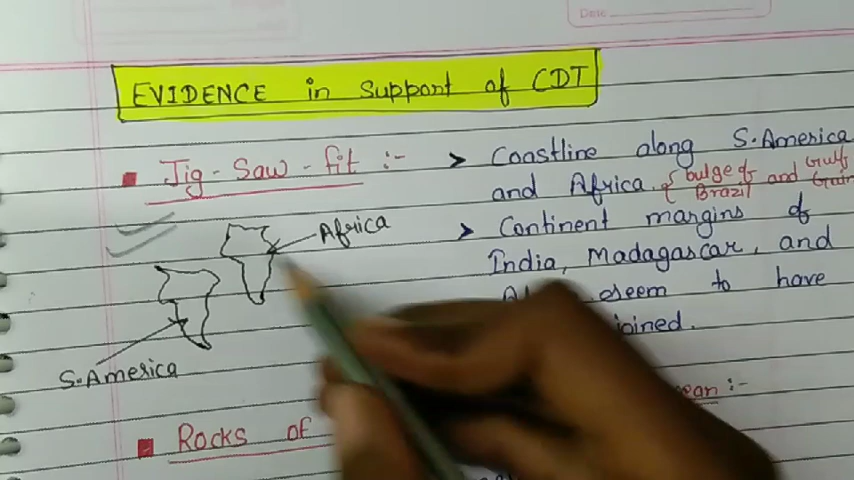 Date
EVIDENCE in support of CDT
Jig-Saw-fit :- > Coastline along S.America
and Africa. { bulge of Brazil and Gulf
> Continent margins of
India, Madagascar, and
seem to have
joined.
Africa
S.America
Rocks of
:-